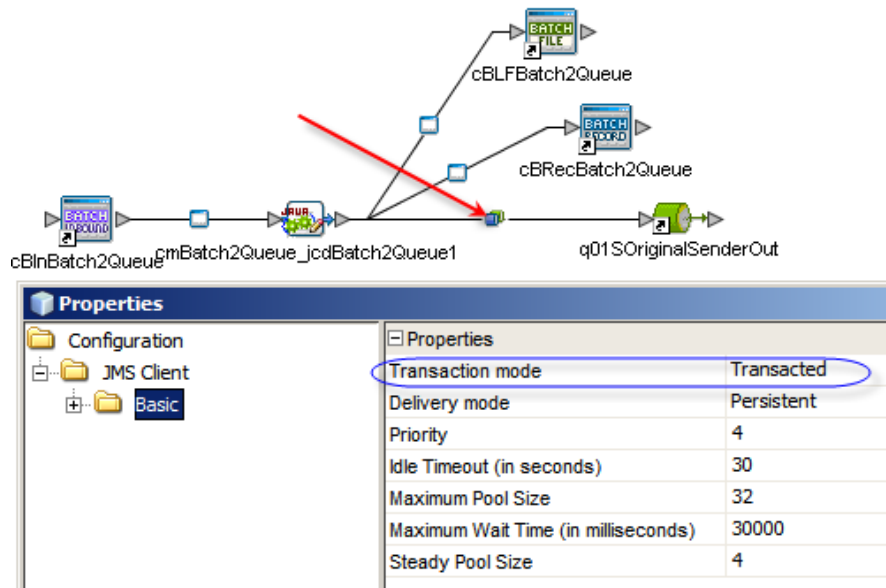 BATCH
FILE
cBLFBatch2Queue
BATCH
RECORD
cBRecBatch2Queue
BATCH
INBOUND
JAVA
cBInBatch2Queue
cmBatch2Queue_jcdBatch2Queue1
q01SOriginalSenderOut
Properties
Configuration
JMS Client
Basic
Properties
Transaction mode Transacted
Delivery mode Persistent
Priority 4
Idle Timeout (in seconds) 30
Maximum Pool Size 32
Maximum Wait Time (in milliseconds) 30000
Steady Pool Size 4